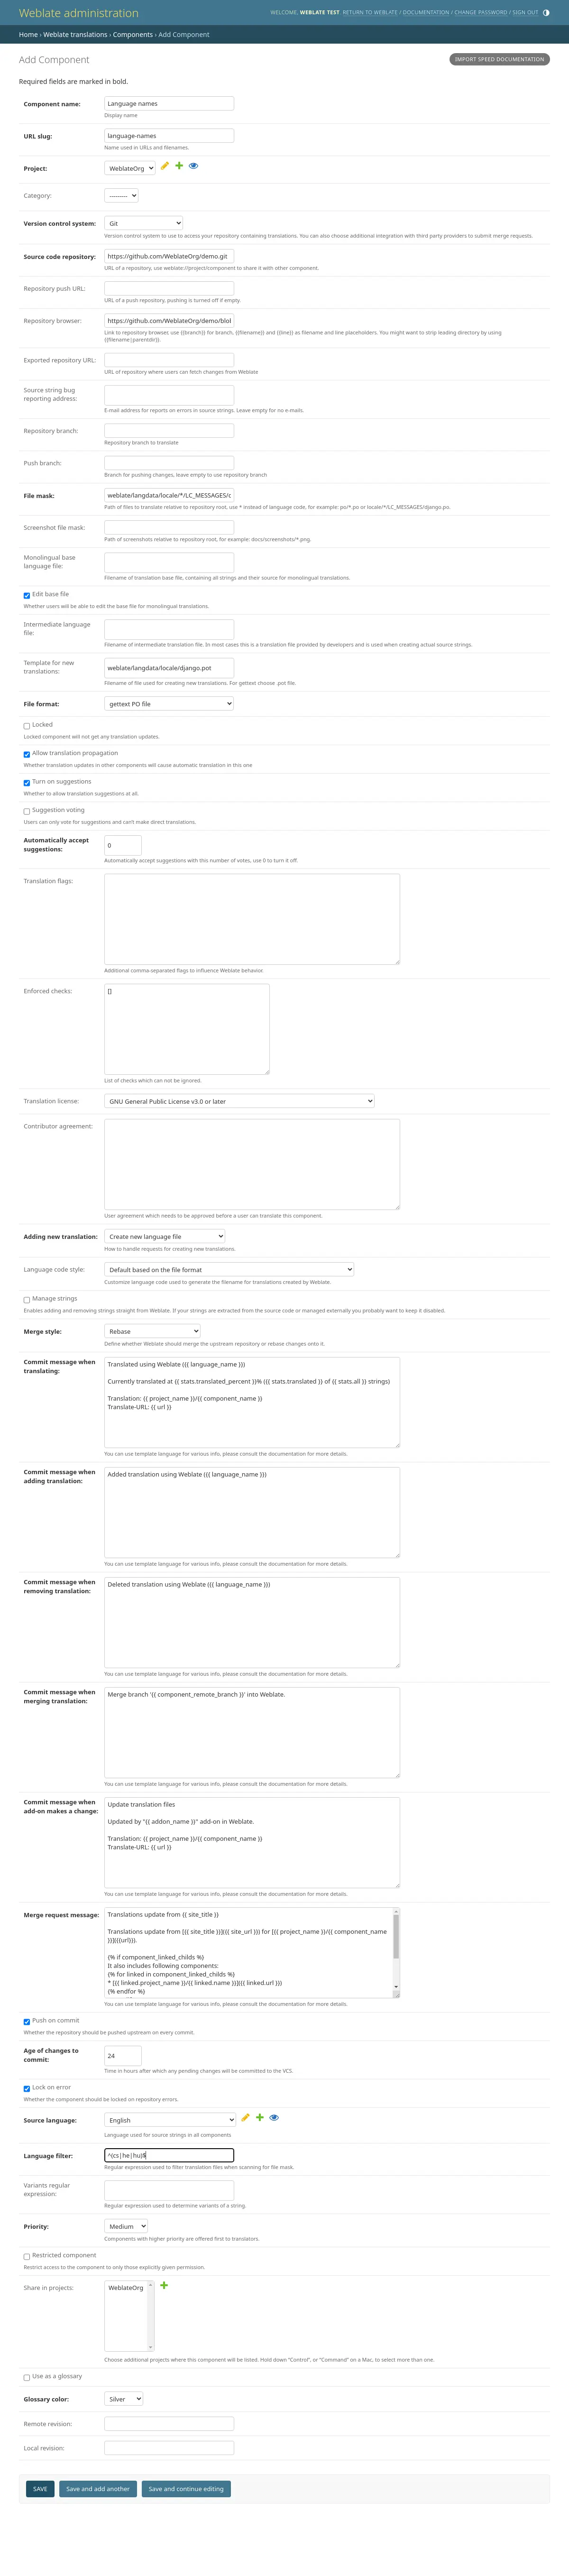 Weblate administration
WELCOME, WEBLATE TEST. RETURN TO WEBLATE / DOCUMENTATION / CHANGE PASSWORD / SIGN OUT
Home › Weblate translations › Components › Add Component
Add Component
IMPORT SPEED DOCUMENTATION
Required fields are marked in bold.
Component name:
Language names
Display name
URL slug:
language-names
Name used in URLs and filenames.
Project:
WeblateOrg
Category:
---------
Version control system:
Git
Version control system to use to access your repository containing translations. You can also choose additional integration with third party providers to submit merge requests.
Source code repository:
https://github.com/WeblateOrg/demo.git
URL of a repository, use weblate://project/component to share it with other component.
Repository push URL:
URL of a push repository, pushing is turned off if empty.
Repository browser:
https://github.com/WeblateOrg/demo/blob
Link to repository browser, use {{branch}} for branch, {{filename}} and {{line}} as filename and line placeholders. You might want to strip leading directory by using
{{filename|parentdir}}.
Exported repository URL:
URL of repository where users can fetch changes from Weblate
Source string bug
reporting address:
E-mail address for reports on errors in source strings. Leave empty for no e-mails.
Repository branch:
Repository branch to translate
Push branch:
Branch for pushing changes, leave empty to use repository branch
File mask:
weblate/langdata/locale/*/LC_MESSAGES/d
Path of files to translate relative to repository root, use * instead of language code, for example: po/*.po or locale/*/LC_MESSAGES/django.po.
Screenshot file mask:
Path of screenshots relative to repository root, for example: docs/screenshots/*.png.
Monolingual base
language file:
Filename of translation base file, containing all strings and their source for monolingual translations.
Edit base file
Whether users will be able to edit the base file for monolingual translations.
Intermediate language
file:
Filename of intermediate translation file. In most cases this is a translation file provided by developers and is used when creating actual source strings.
Template for new
translations:
weblate/langdata/locale/django.pot
Filename of file used for creating new translations. For gettext choose .pot file.
File format:
gettext PO file
Locked
Locked component will not get any translation updates.
Allow translation propagation
Whether translation updates in other components will cause automatic translation in this one
Turn on suggestions
Whether to allow translation suggestions at all.
Suggestion voting
Users can only vote for suggestions and can't make direct translations.
Automatically accept
suggestions:
0
Automatically accept suggestions with this number of votes, use 0 to turn it off.
Translation flags:
Additional comma-separated flags to influence Weblate behavior.
Enforced checks:
[]
List of checks which can not be ignored.
Translation license:
GNU General Public License v3.0 or later
Contributor agreement:
User agreement which needs to be approved before a user can translate this component.
Adding new translation:
Create new language file
How to handle requests for creating new translations.
Language code style:
Default based on the file format
Customize language code used to generate the filename for translations created by Weblate.
Manage strings
Enables adding and removing strings straight from Weblate. If your strings are extracted from the source code or managed externally you probably want to keep it disabled.
Merge style:
Rebase
Define whether Weblate should merge the upstream repository or rebase changes onto it.
Commit message when
translating:
Translated using Weblate ({{ language_name }})
Currently translated at {{ stats.translated_percent }}% ({{ stats.translated }} of {{ stats.all }} strings)
Translation: {{ project_name }}/{{ component_name }}
Translate-URL: {{ url }}
You can use template language for various info, please consult the documentation for more details.
Commit message when
adding translation:
Added translation using Weblate ({{ language_name }})
You can use template language for various info, please consult the documentation for more details.
Commit message when
removing translation:
Deleted translation using Weblate ({{ language_name }})
You can use template language for various info, please consult the documentation for more details.
Commit message when
merging translation:
Merge branch '{{ component_remote_branch }}' into Weblate.
You can use template language for various info, please consult the documentation for more details.
Commit message when
add-on makes a change:
Update translation files
Updated by "{{ addon_name }}" add-on in Weblate.
Translation: {{ project_name }}/{{ component_name }}
Translate-URL: {{ url }}
You can use template language for various info, please consult the documentation for more details.
Merge request message:
Translations update from {{ site_title }}
Translations update from [{{ site_title }}]({{ site_url }}) for [{{ project_name }}/{{ component_name
}}]({{url}}).
{% if component_linked_childs %}
It also includes following components:
{% for linked in component_linked_childs %}
* [{{ linked.project_name }}/{{ linked.name }}]({{ linked.url }})
{% endfor %}
You can use template language for various info, please consult the documentation for more details.
Push on commit
Whether the repository should be pushed upstream on every commit.
Age of changes to
commit:
24
Time in hours after which any pending changes will be committed to the VCS.
Lock on error
Whether the component should be locked on repository errors.
Source language:
English
Language used for source strings in all components
Language filter:
^(cs|he|hu)$
Regular expression used to filter translation files when scanning for file mask.
Variants regular
expression:
Regular expression used to determine variants of a string.
Priority:
Medium
Components with higher priority are offered first to translators.
Restricted component
Restrict access to the component to only those explicitly given permission.
Share in projects:
WeblateOrg
Choose additional projects where this component will be listed. Hold down "Control", or "Command" on a Mac, to select more than one.
Use as a glossary
Glossary color:
Silver
Remote revision:
Local revision:
SAVE
Save and add another
Save and continue editing